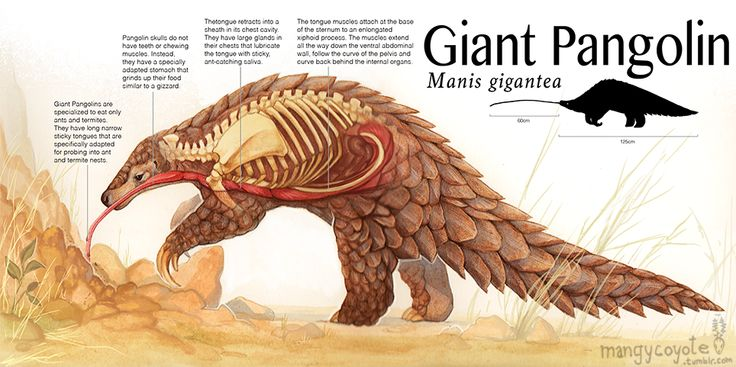 Giant Pangolin
Manis gigantea
Thetongue retracts into a
sheath in its chest cavity.
They have large glands in
their chests that lubricate
the tongue with sticky,
ant-catching saliva.
The tongue muscles attach at the base
of the sternum to an enlongated
xiphoid process. The muscles extend
all the way down the ventral abdominal
wall, follow the curve of the pelvis and
curve back behind the internal organs.
Pangolin skulls do not
have teeth or chewing
muscles. Instead,
they have a specially
adapted stomach that
grinds up their food
similar to a gizzard.
Giant Pangolins are
specialized to eat only
ants and termites.
They have long narrow
sticky tongues that are
specifically adapted
for probing into ant
and termite nests.
60cm
125cm
mangycoyote
.tumblr.com